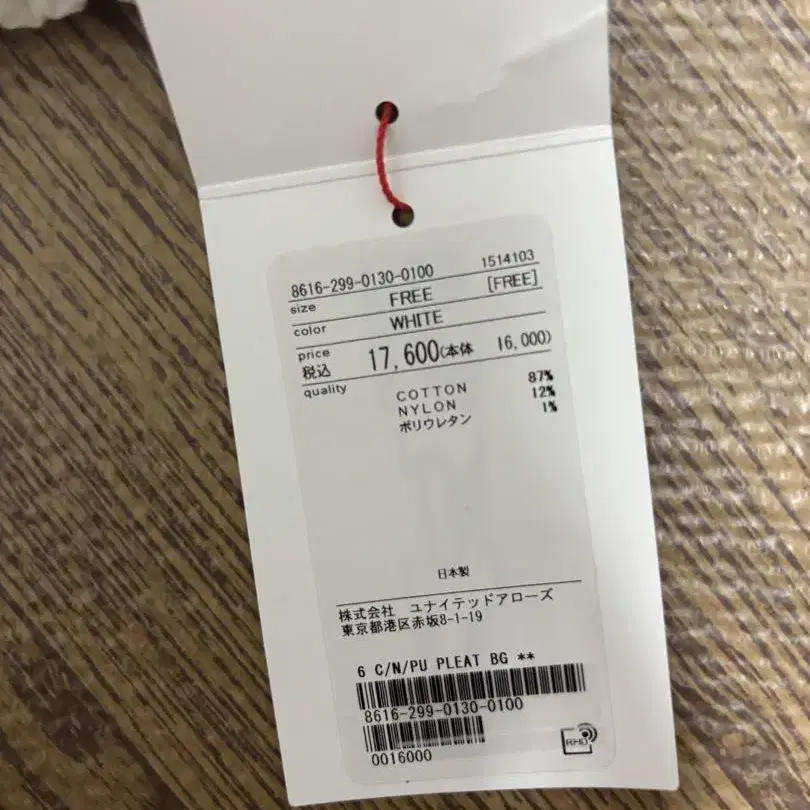 8616-299-0130-0100 1514103
size FREE [FREE]
color WHITE
price
税込 17,600(本体 16,000)
quality
COTTON 87%
NYLON 12%
ポリウレタン 1%
日本製
株式会社 ユナイテッドアローズ
東京都港区赤坂8-1-19
6 C/N/PU PLEAT BG **
8616-299-0130-0100
0016000
RFID